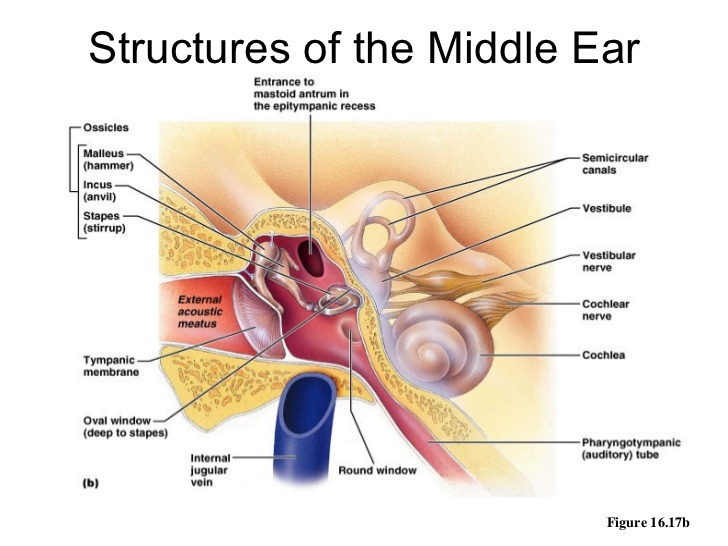 Structures of the Middle Ear
Entrance to
mastoid antrum in
the epitympanic recess
Ossicles
Malleus
(hammer)
Incus
(anvil)
Stapes
(stirrup)
External
acoustic
meatus
Tympanic
membrane
Oval window
(deep to stapes)
Internal
jugular
vein
Round window
Semicircular
canals
Vestibule
Vestibular
nerve
Cochlear
nerve
Cochlea
Pharyngotympanic
(auditory) tube
(b)
Figure 16.17b